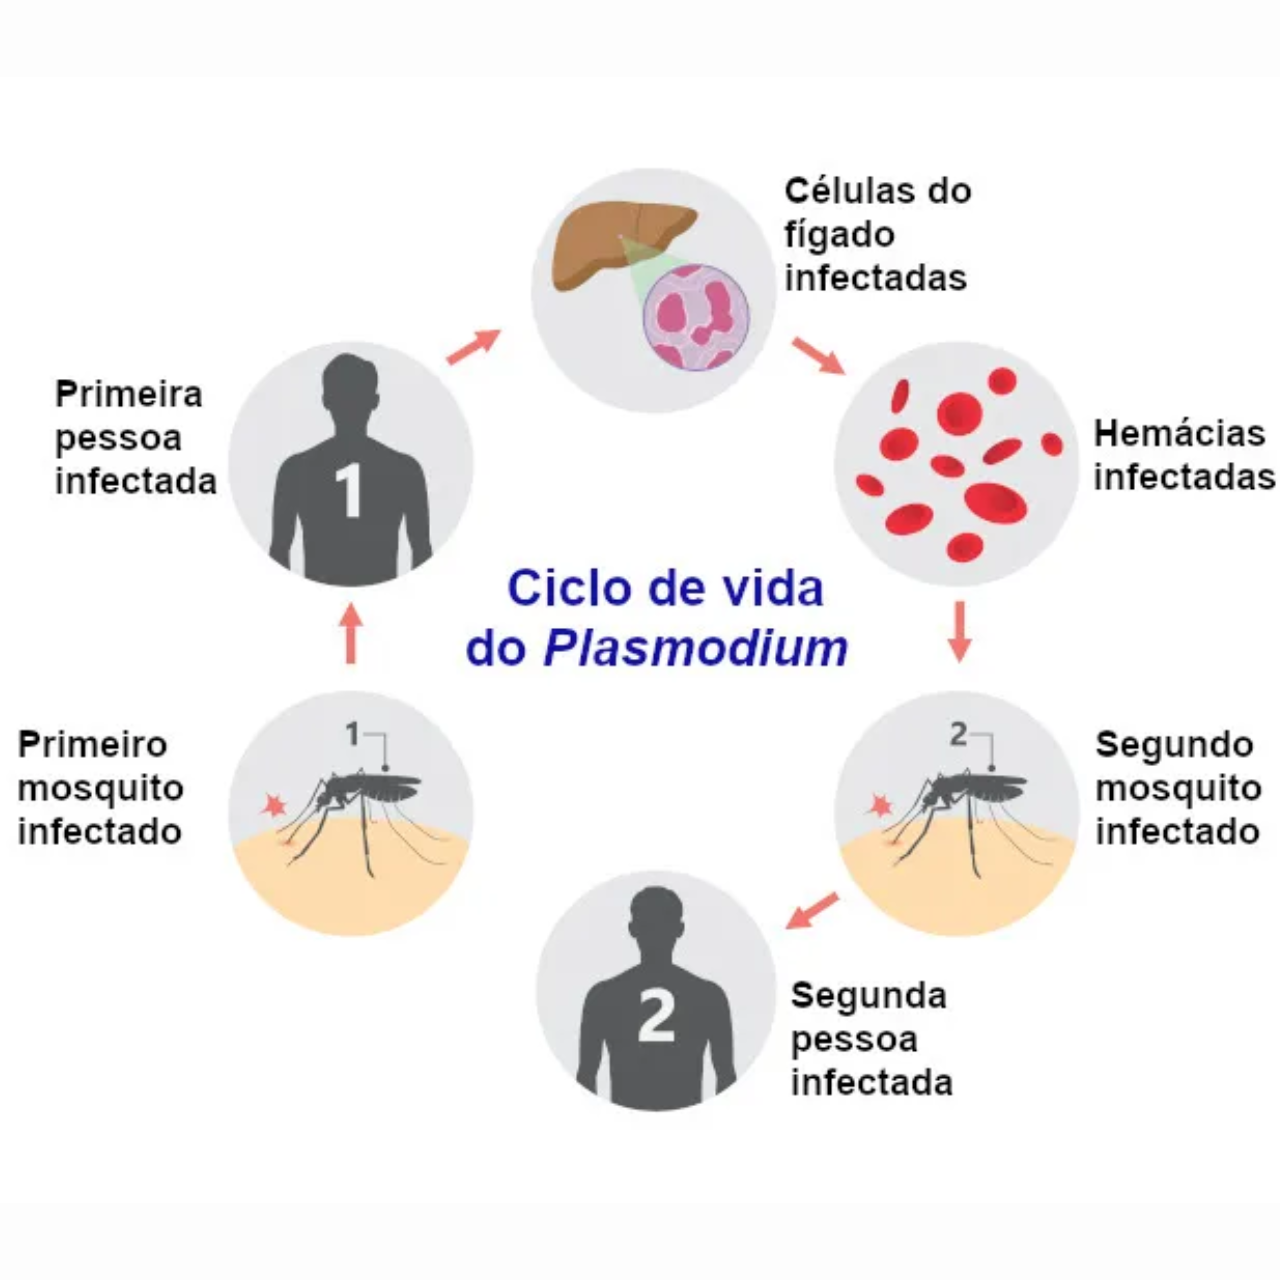 Células do
fígado
infectadas
Primeira
pessoa
infectada
1
Hemácias
infectadas
Ciclo de vida
do Plasmodium
Primeiro
mosquito
infectado
1
2
Segundo
mosquito
infectado
2
Segunda
pessoa
infectada